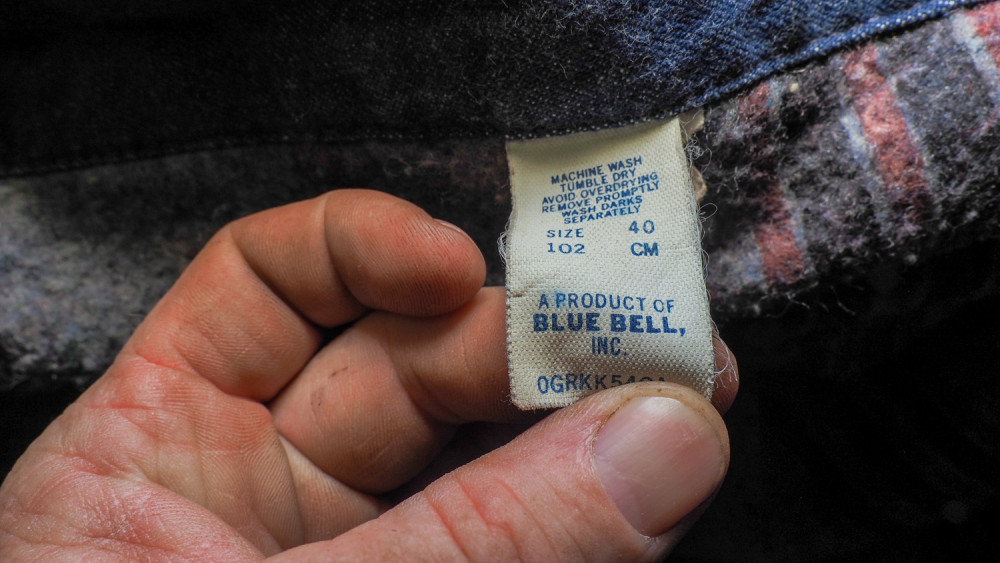 MACHINE WASH
TUMBLE DRY
AVOID OVERDRYING
REMOVE PROMPTLY
WASH DARKS
SEPARATELY
SIZE 40
102 CM
A PRODUCT OF
BLUE BELL,
INC.